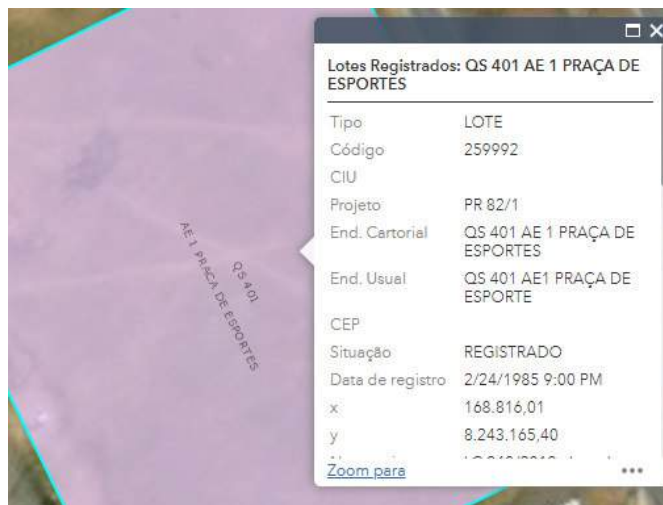 Lotes Registrados: QS 401 AE 1 PRAÇA DE
ESPORTES
Tipo LOTE
Código 259992
CIU
Projeto PR 82/1
End. Cartorial QS 401 AE 1 PRAÇA DE
ESPORTES
End. Usual QS 401 AE1 PRAÇA DE
ESPORTE
CEP
Situação REGISTRADO
Data de registro 2/24/1985 9:00 PM
x 168.816,01
y 8.243.165,40
Zoom para
QS 401
AE 1 PRACA DE ESPORTES